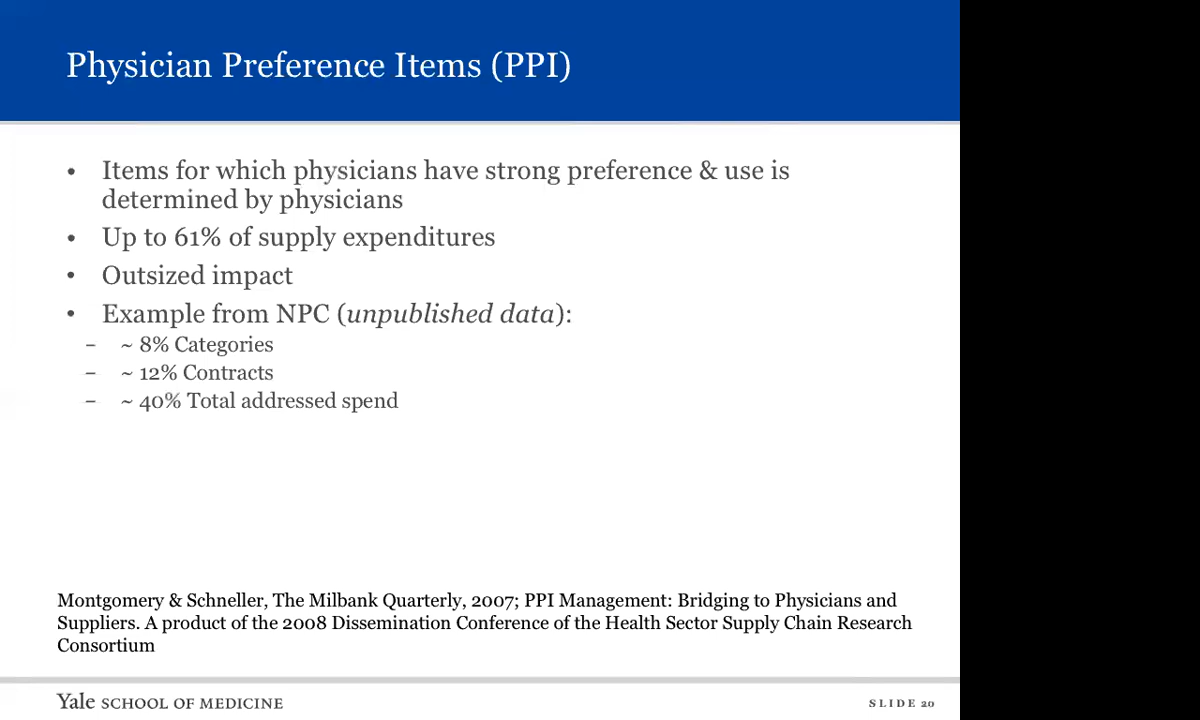 Physician Preference Items (PPI)
• Items for which physicians have strong preference & use is
determined by physicians
• Up to 61% of supply expenditures
• Outsized impact
• Example from NPC (unpublished data):
– ~ 8% Categories
– ~ 12% Contracts
– ~ 40% Total addressed spend
Montgomery & Schneller, The Milbank Quarterly, 2007; PPI Management: Bridging to Physicians and
Suppliers. A product of the 2008 Dissemination Conference of the Health Sector Supply Chain Research
Consortium
Yale SCHOOL OF MEDICINE
SLIDE 20